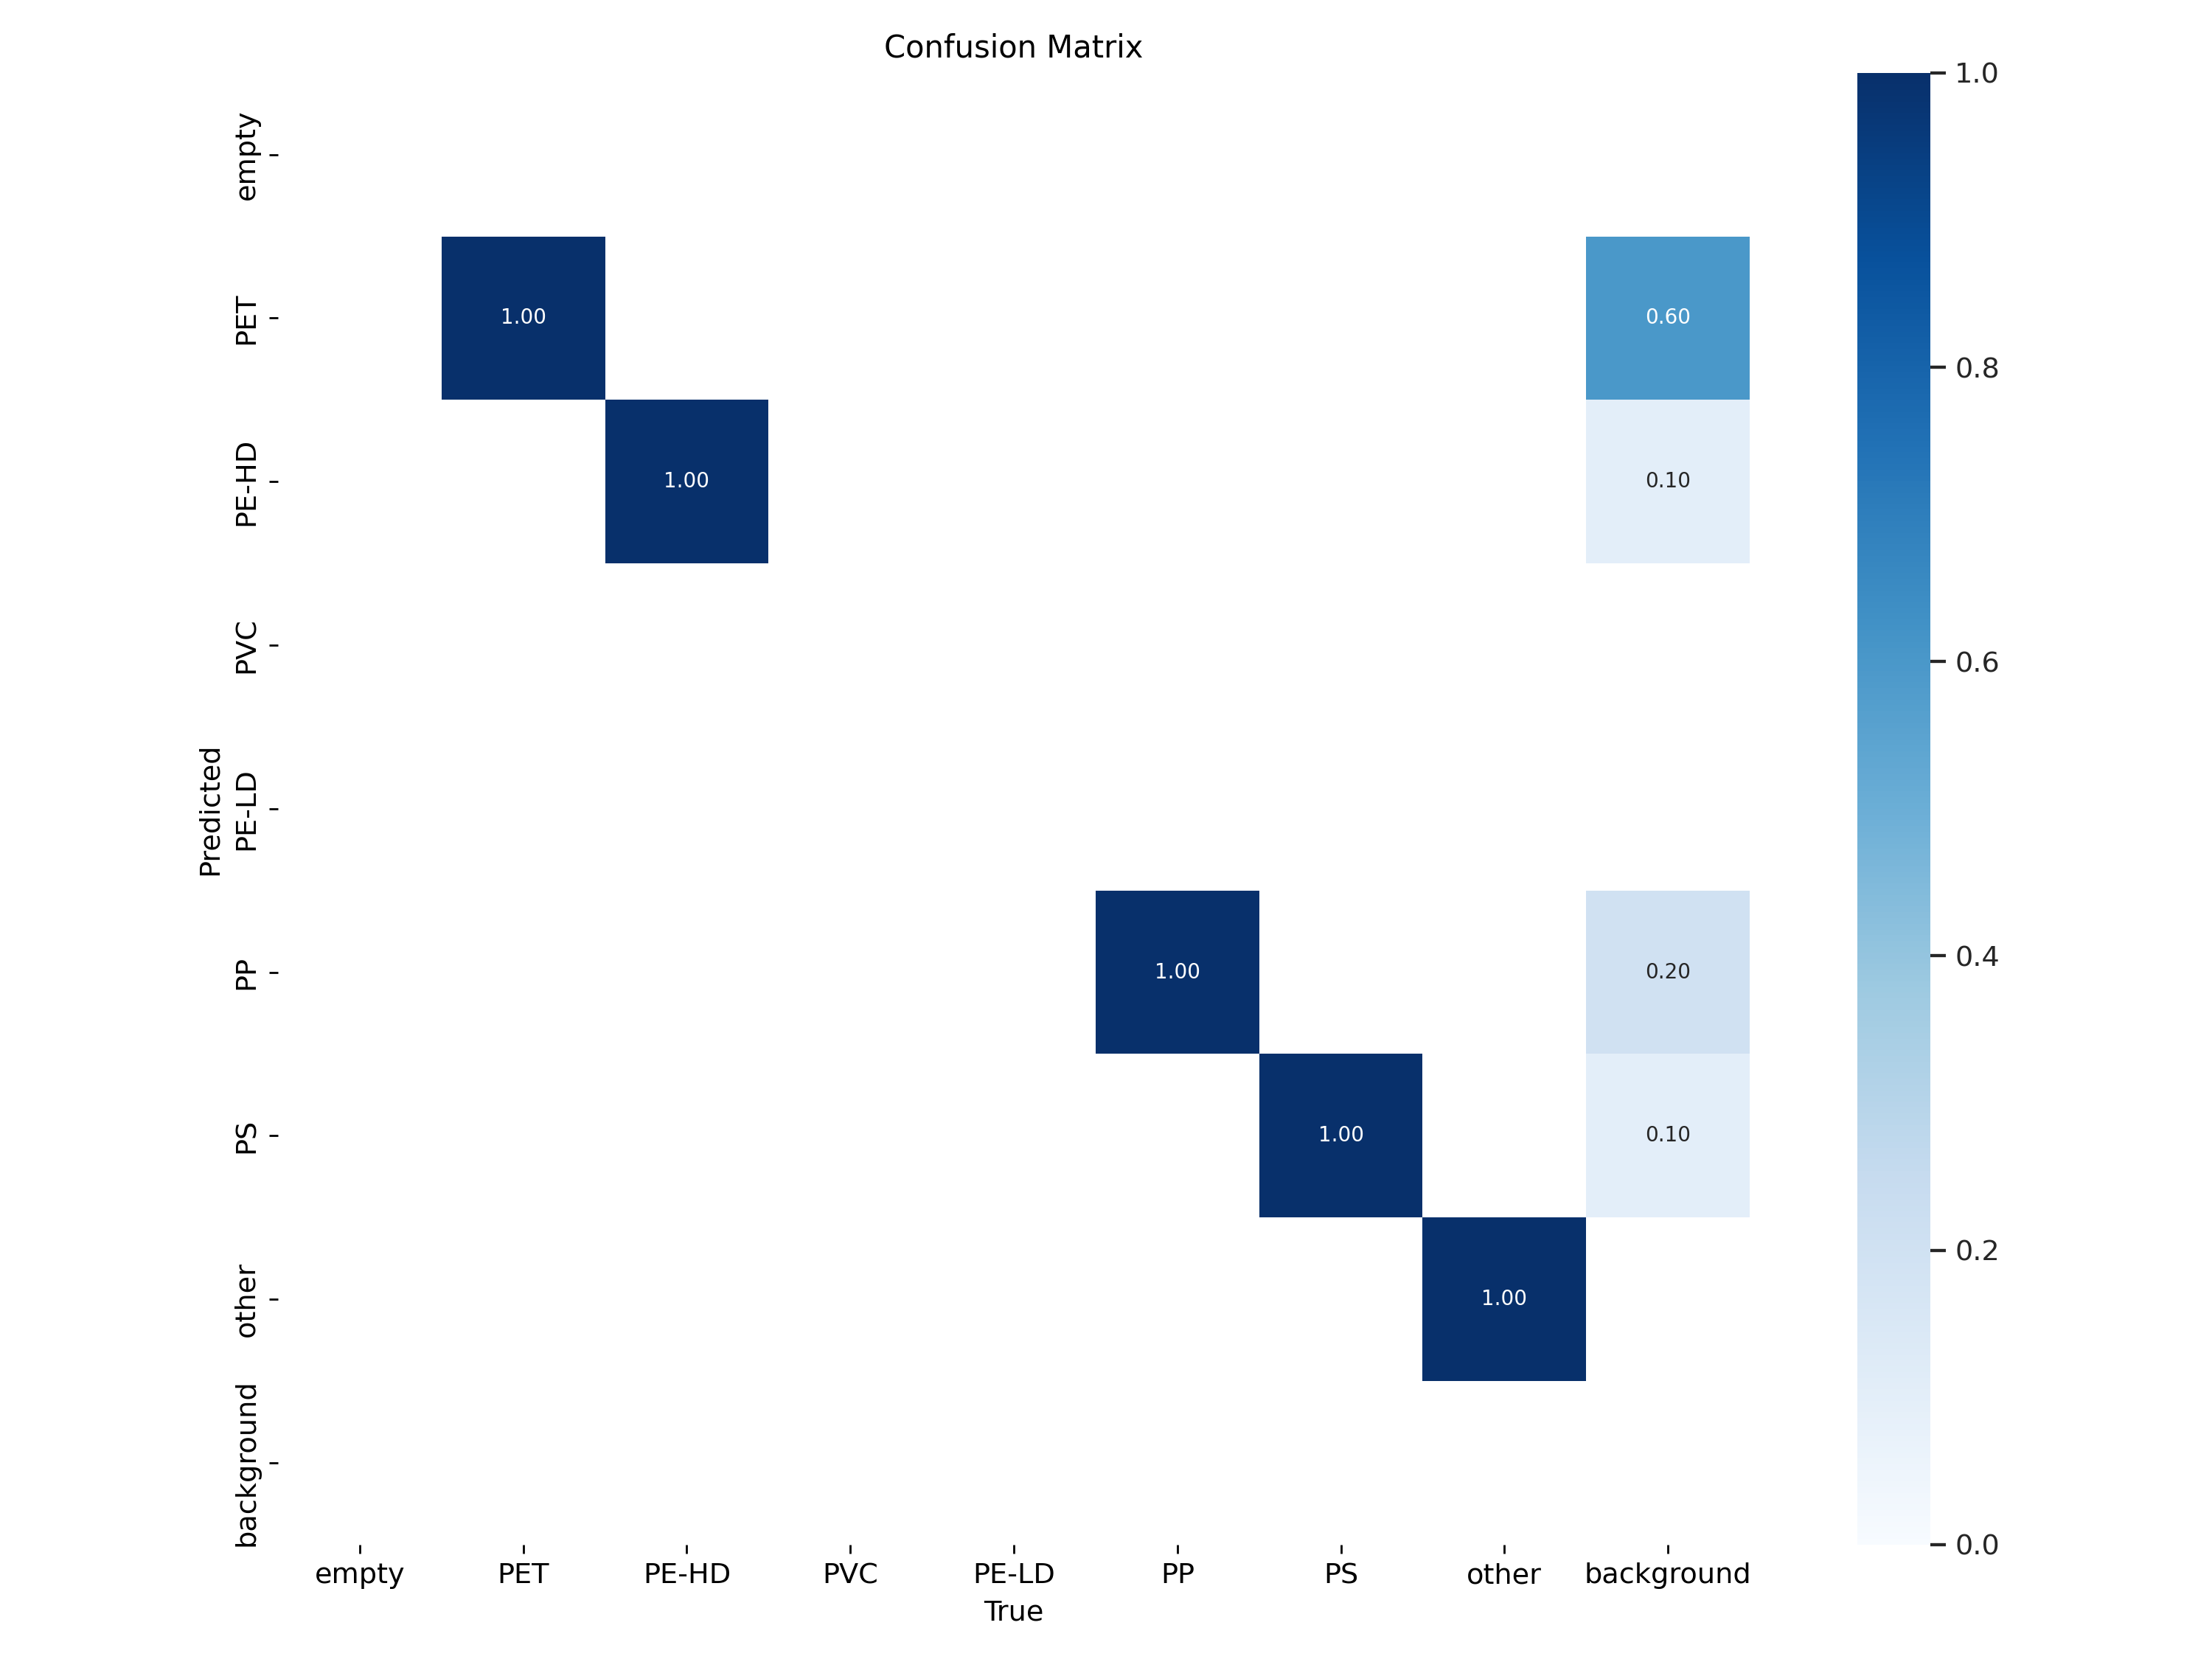 Confusion Matrix
empty
PET
PE-HD
PVC
PE-LD
PP
PS
other
background
Predicted
1.00
0.60
1.00
0.10
1.00
0.20
1.00
0.10
1.00
empty PET PE-HD PVC PE-LD PP PS other background
True
1.0
0.8
0.6
0.4
0.2
0.0